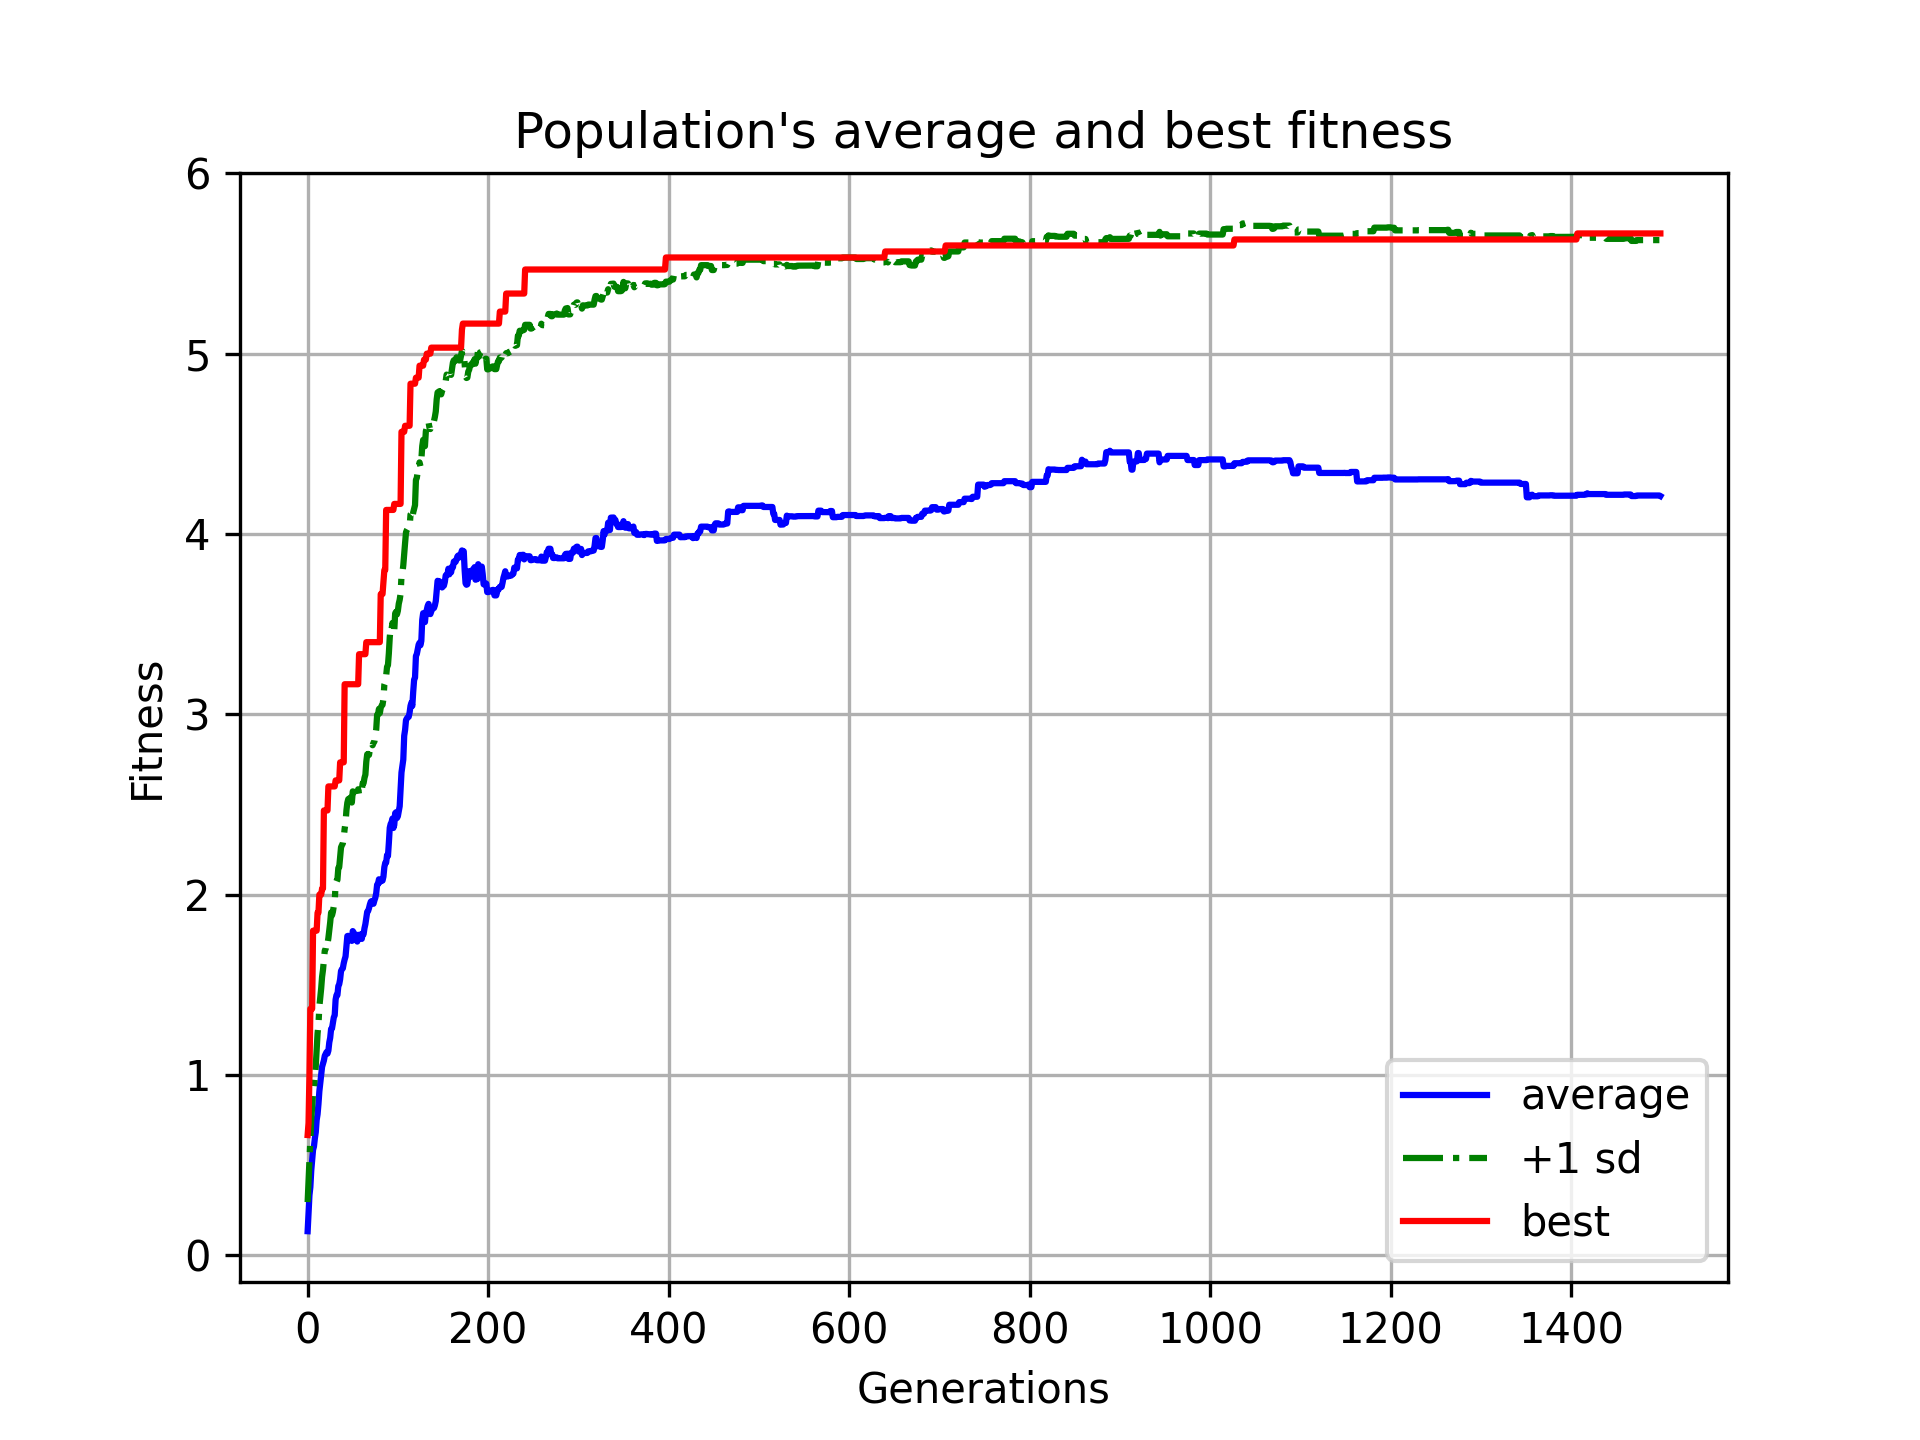 Population's average and best fitness
6
5
4
3
2
1
0
Fitness
average
+1 sd
best
0 200 400 600 800 1000 1200 1400
Generations